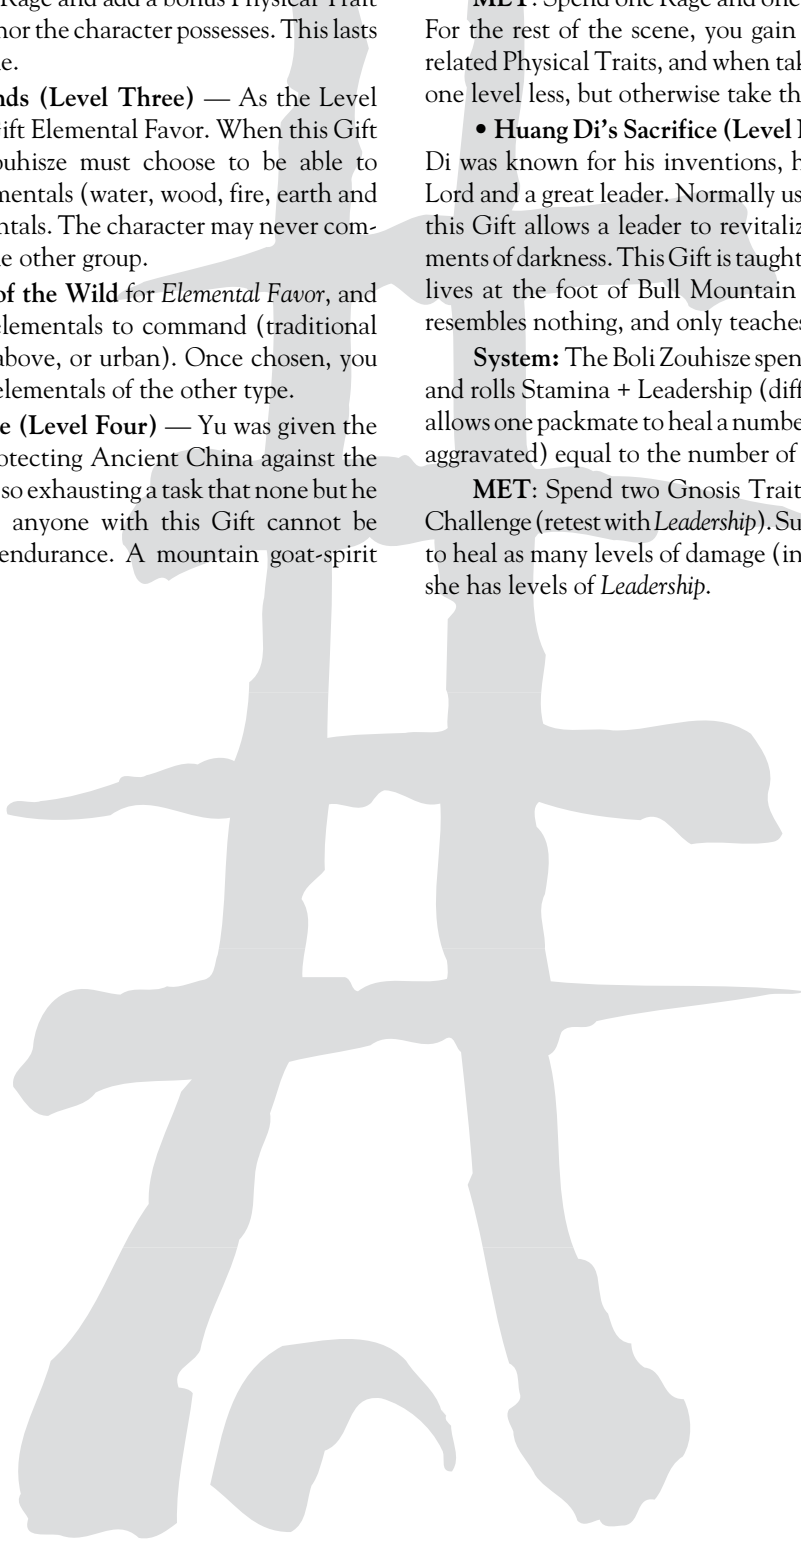 Rage and add a bonus Physical Trait
nor the character possesses. This lasts
e.
nds (Level Three) — As the Level
ift Elemental Favor. When this Gift
ouhisze must choose to be able to
mentals (water, wood, fire, earth and
ntals. The character may never com-
e other group.
of the Wild for Elemental Favor, and
elementals to command (traditional
above, or urban). Once chosen, you
elementals of the other type.
e (Level Four) — Yu was given the
otecting Ancient China against the
so exhausting a task that none but he
anyone with this Gift cannot be
endurance. A mountain goat-spirit
MET: Spend one Rage and one
For the rest of the scene, you gain
related Physical Traits, and when tak
one level less, but otherwise take th
• Huang Di's Sacrifice (Level
Di was known for his inventions, h
Lord and a great leader. Normally us
this Gift allows a leader to revitaliz
ments of darkness. This Gift is taught
lives at the foot of Bull Mountain
resembles nothing, and only teaches
System: The Boli Zouhisze spen
and rolls Stamina + Leadership (diff
allows one packmate to heal a numbe
aggravated) equal to the number of
MET: Spend two Gnosis Trait
Challenge (retest with Leadership). Su
to heal as many levels of damage (in
she has levels of Leadership.